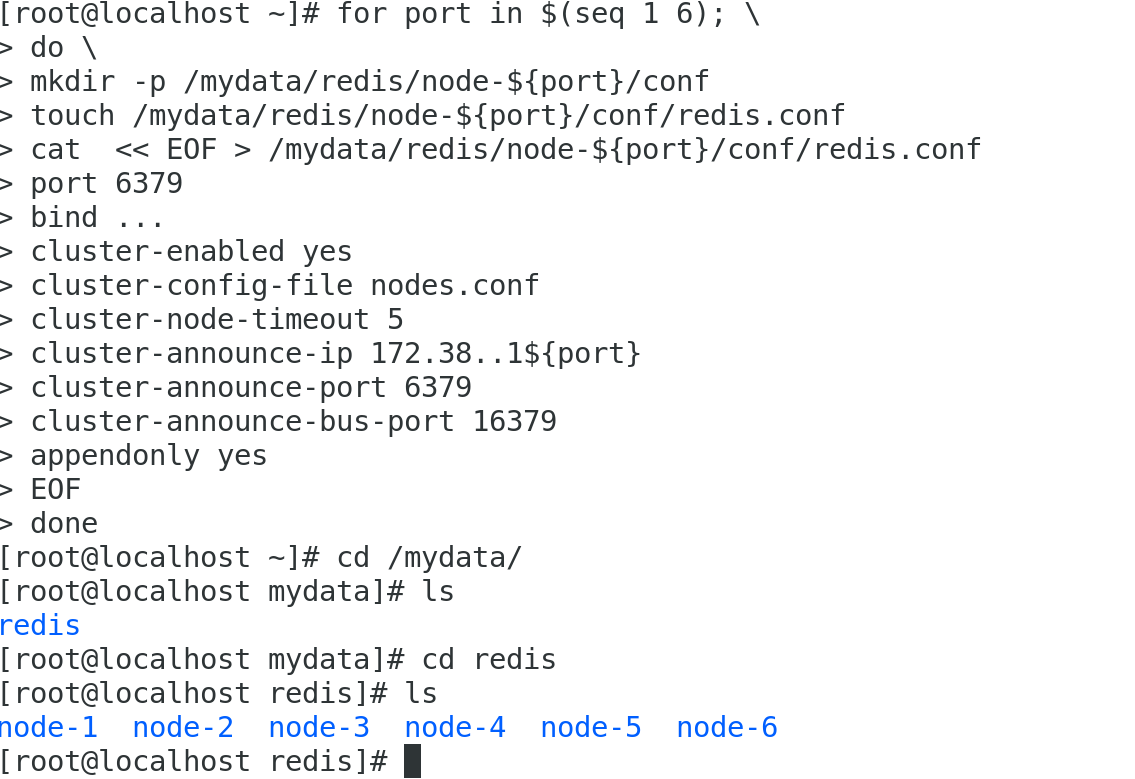 [root@localhost ~]# for port in $(seq 1 6); \
> do \
> mkdir -p /mydata/redis/node-${port}/conf
> touch /mydata/redis/node-${port}/conf/redis.conf
> cat  << EOF > /mydata/redis/node-${port}/conf/redis.conf
> port 6379
> bind ...
> cluster-enabled yes
> cluster-config-file nodes.conf
> cluster-node-timeout 5
> cluster-announce-ip 172.38..1${port}
> cluster-announce-port 6379
> cluster-announce-bus-port 16379
> appendonly yes
> EOF
> done
[root@localhost ~]# cd /mydata/
[root@localhost mydata]# ls
redis
[root@localhost mydata]# cd redis
[root@localhost redis]# ls
node-1  node-2  node-3  node-4  node-5  node-6
[root@localhost redis]#